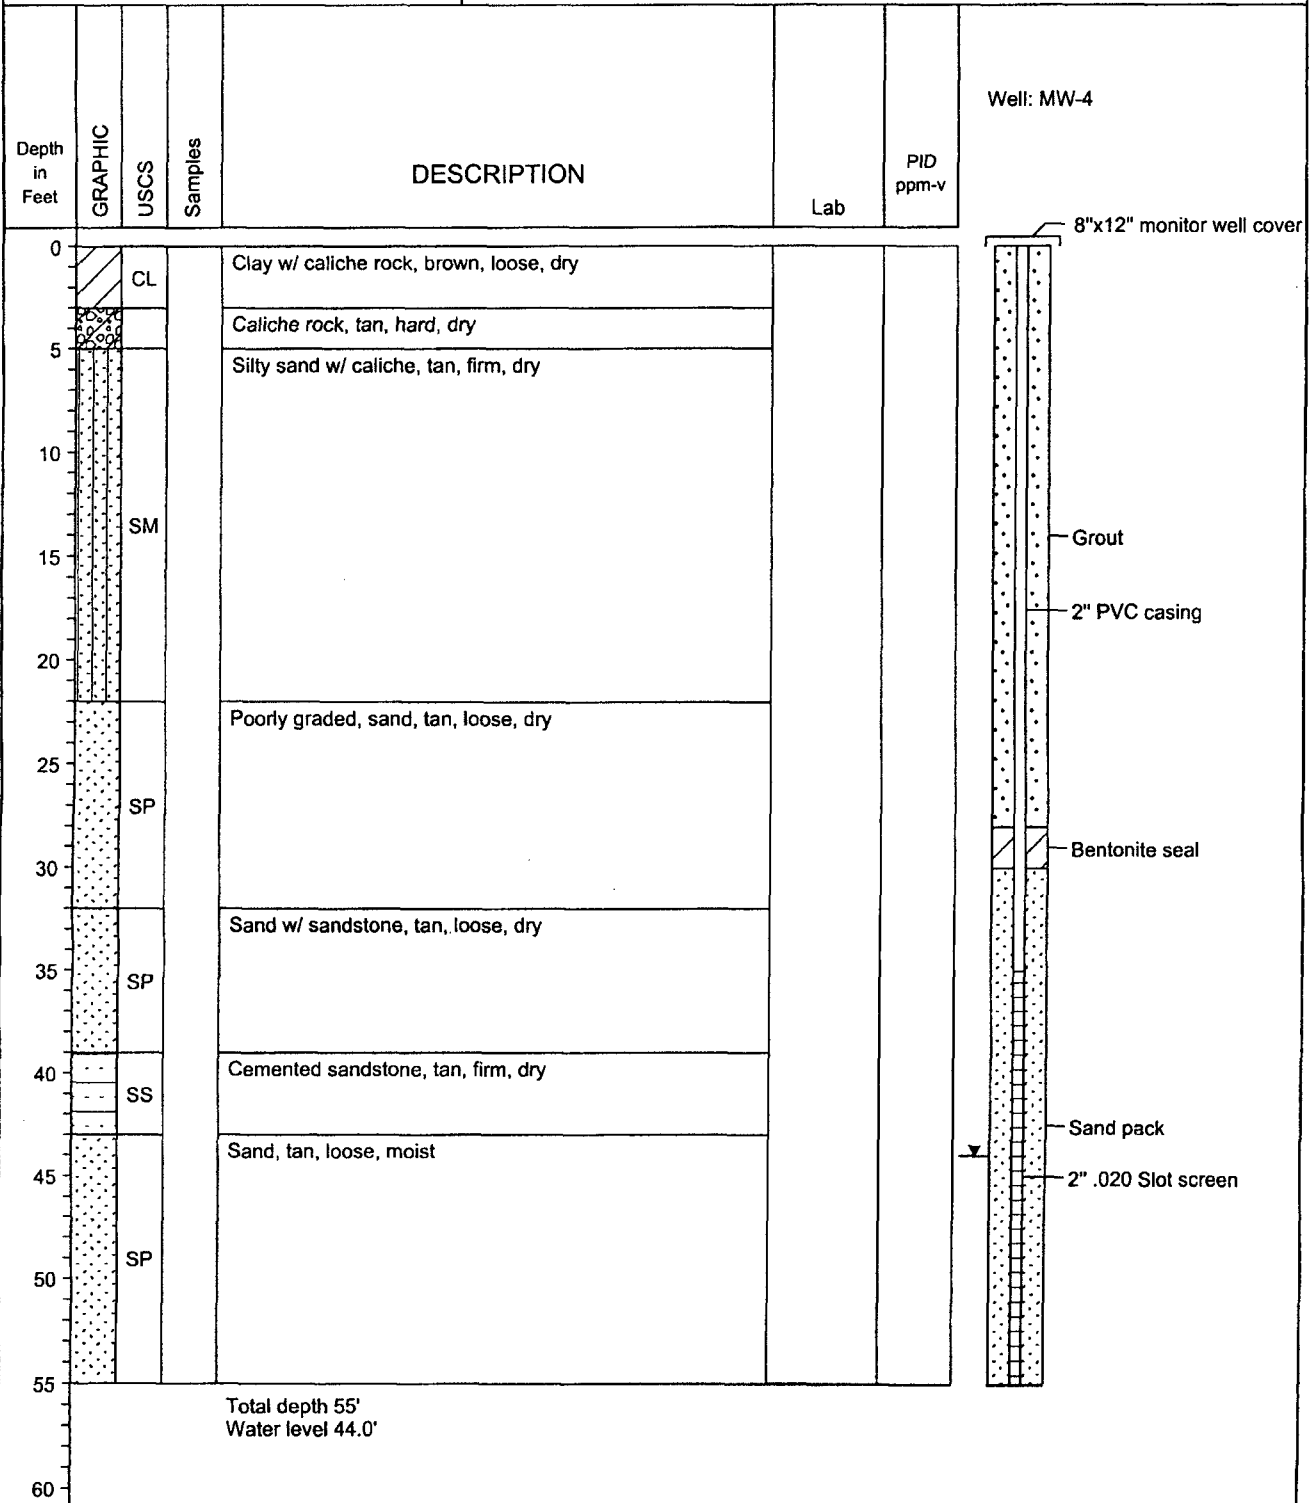 Well: MW-4
Depth
in
Feet
GRAPHIC
USCS
Samples
DESCRIPTION
Lab
PID
ppm-v
8"x12" monitor well cover
0
CL
Clay w/ caliche rock, brown, loose, dry
Caliche rock, tan, hard, dry
5
Silty sand w/ caliche, tan, firm, dry
10
SM
15
Grout
2" PVC casing
20
Poorly graded, sand, tan, loose, dry
25
SP
Bentonite seal
30
Sand w/ sandstone, tan, loose, dry
35
SP
40
Cemented sandstone, tan, firm, dry
SS
Sand pack
Sand, tan, loose, moist
45
2" .020 Slot screen
SP
50
55
Total depth 55'
Water level 44.0'
60